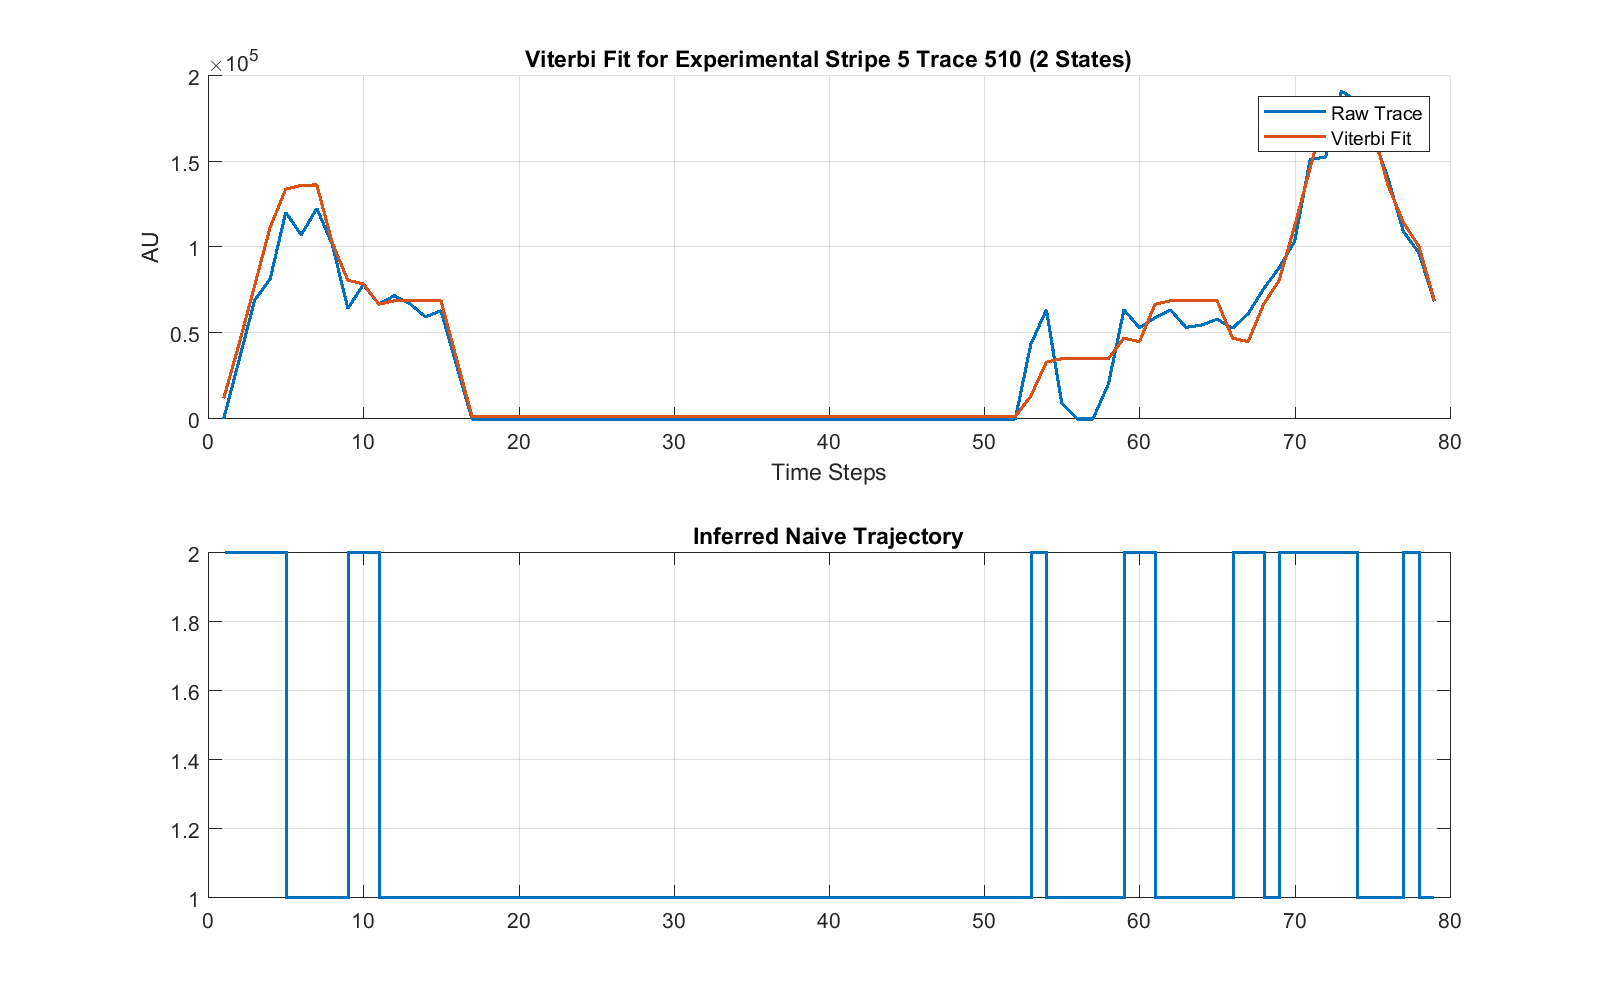 Viterbi Fit for Experimental Stripe 5 Trace 510 (2 States)
×10^5
2
1.5
1
0.5
0
AU
Raw Trace
Viterbi Fit
0 10 20 30 40 50 60 70 80
Time Steps
Inferred Naive Trajectory
2
1.8
1.6
1.4
1.2
1
0 10 20 30 40 50 60 70 80